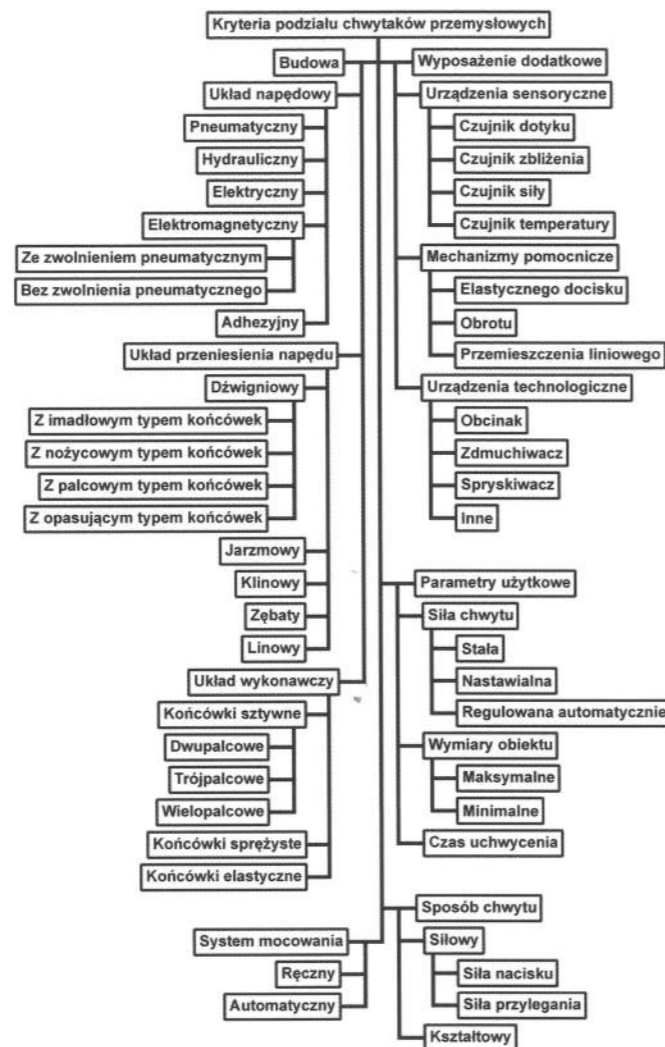 Kryteria podziału chwytaków przemysłowych
Budowa
Układ napędowy
Pneumatyczny
Hydrauliczny
Elektryczny
Elektromagnetyczny
Ze zwolnieniem pneumatycznym
Bez zwolnienia pneumatycznego
Adhezyjny
Układ przeniesienia napędu
Dźwigniowy
Z imadłowym typem końcówek
Z nożycowym typem końcówek
Z palcowym typem końcówek
Z opasującym typem końcówek
Jarzmowy
Klinowy
Zębaty
Linowy
Układ wykonawczy
Końcówki sztywne
Dwupalcowe
Trójpalcowe
Wielopalcowe
Końcówki sprężyste
Końcówki elastyczne
System mocowania
Ręczny
Automatyczny
Wyposażenie dodatkowe
Urządzenia sensoryczne
Czujnik dotyku
Czujnik zbliżenia
Czujnik siły
Czujnik temperatury
Mechanizmy pomocnicze
Elastycznego docisku
Obrotu
Przemieszczenia liniowego
Urządzenia technologiczne
Obcinak
Zdmuchiwacz
Spryskiwacz
Inne
Parametry użytkowe
Siła chwytu
Stała
Nastawialna
Regulowana automatycznie
Wymiary obiektu
Maksymalne
Minimalne
Czas uchwycenia
Sposób chwytu
Siłowy
Siła nacisku
Siła przylegania
Kształtowy